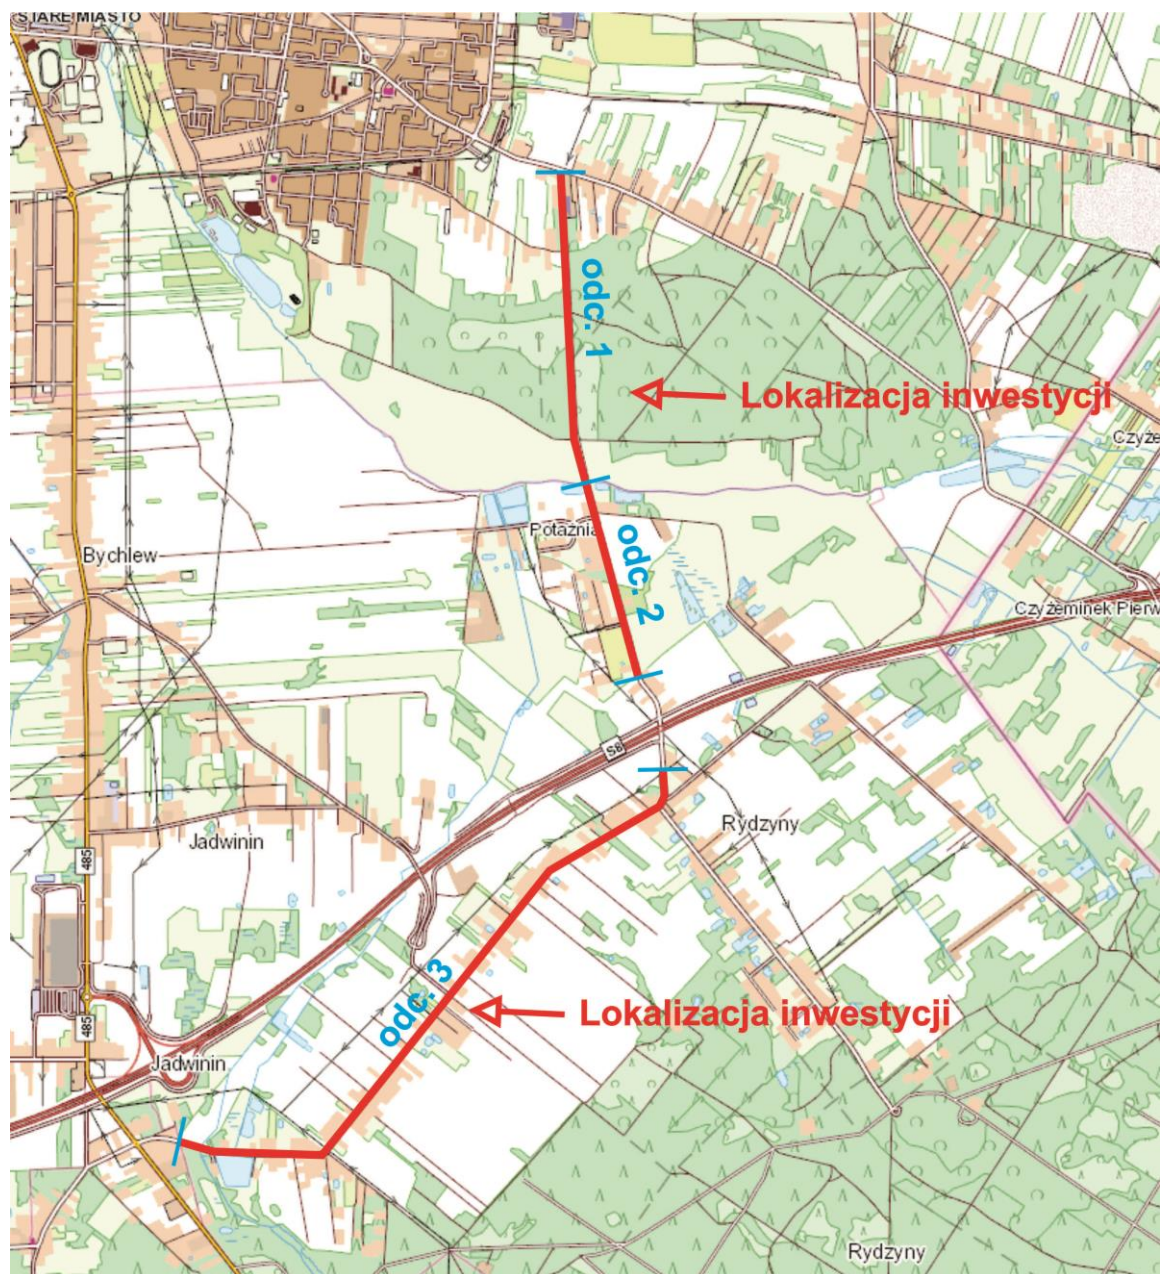 STARE MIASTO
odc. 1
Lokalizacja inwestycji
Czyże
Potaźnia
Bychlew
odc. 2
Czyżeminek Pierw
S8
Rydzyny
Jadwinin
485
odc. 3
Lokalizacja inwestycji
485
Jadwinin
Rydzyny